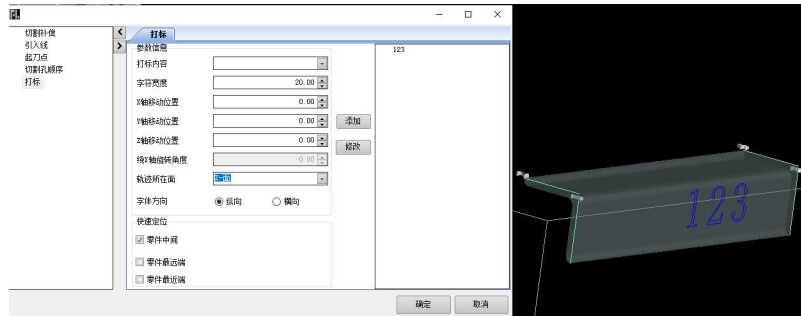 切割补偿
引入线
起刀点
切割孔顺序
打标
打标
参数信息
打标内容
字符宽度 20.00
X轴移动位置 0.00
Y轴移动位置 0.00
Z轴移动位置 0.00
绕X轴旋转角度 0.00
轨迹所在面
字体方向 纵向 横向
添加
修改
快速定位
零件中间
零件最远端
零件最近端
123
确定 取消
123